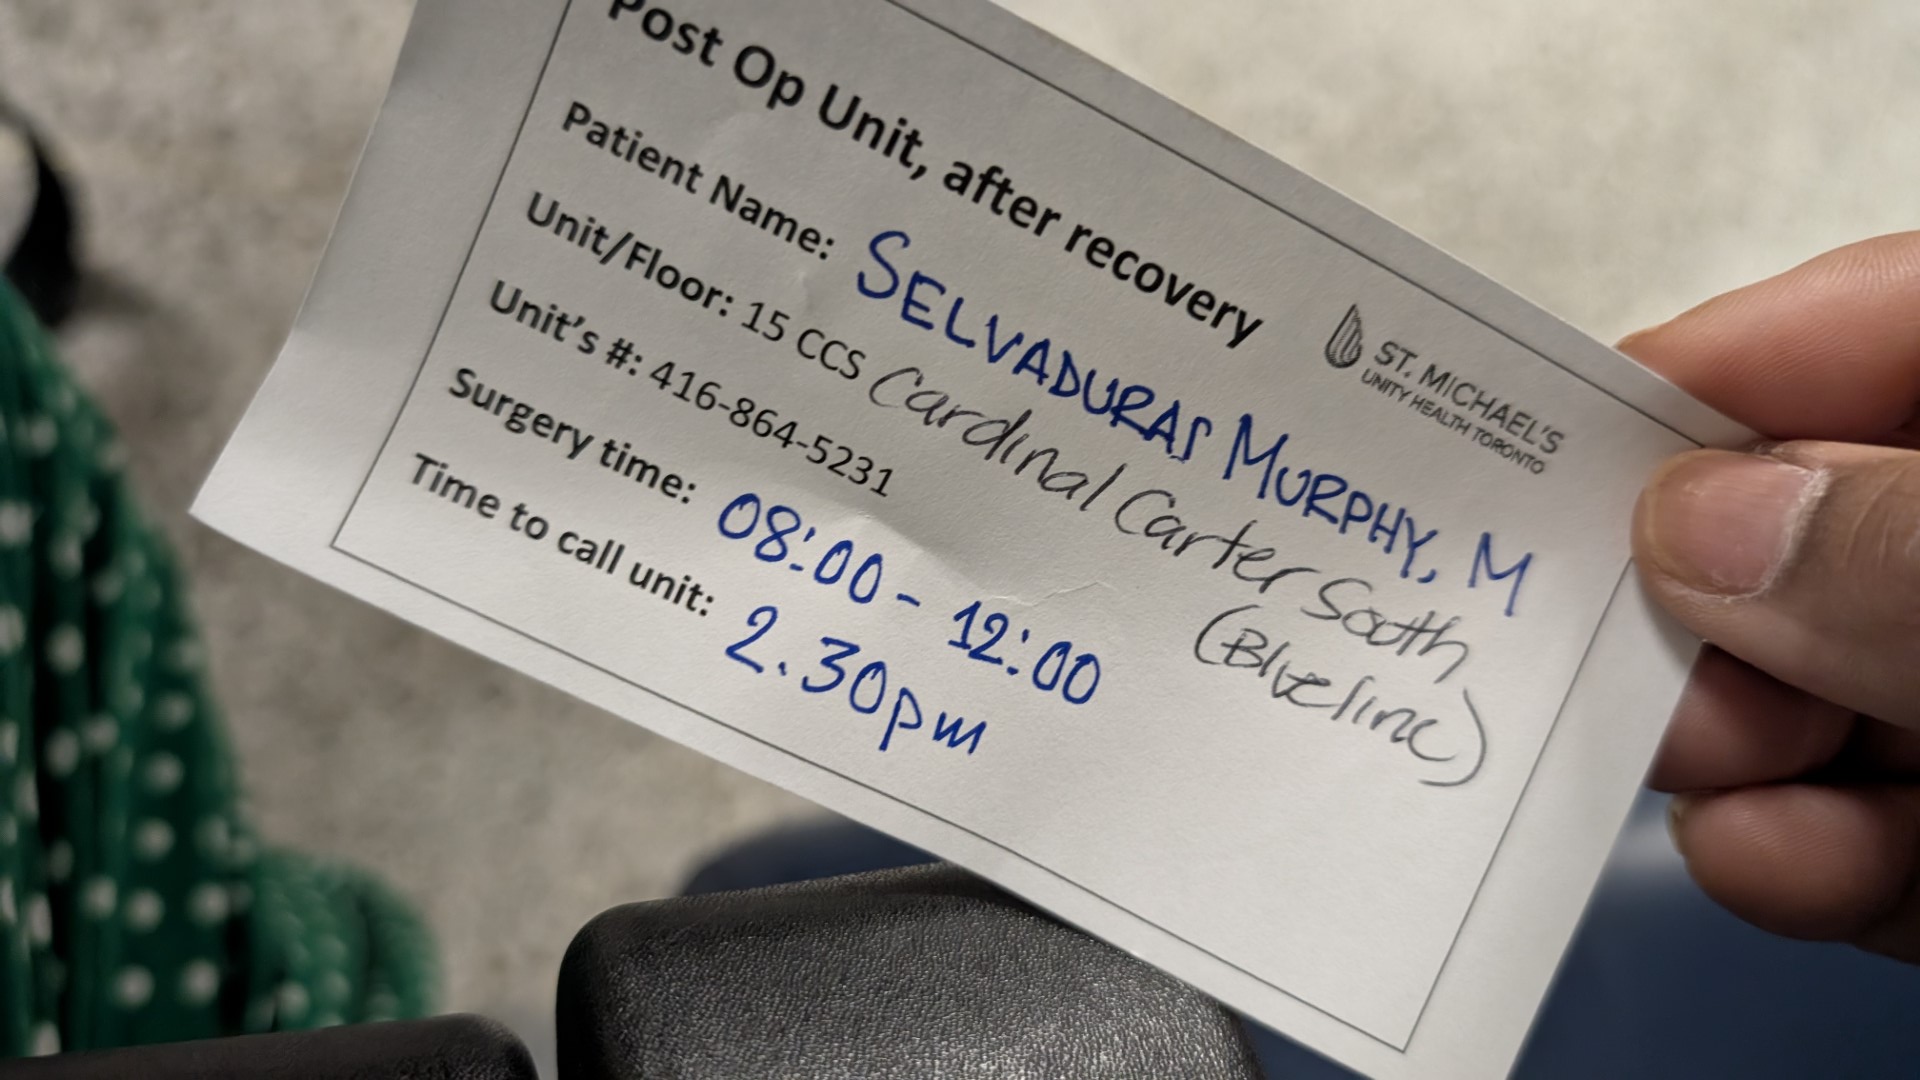 Post Op Unit, after recovery
ST. MICHAEL'S
UNITY HEALTH TORONTO
Patient Name: SELVADURAI MURPHY, M
Unit/Floor: 15 CCS Cardinal Carter South
(Blueline)
Unit's #: 416-864-5231
Surgery time: 08:00 - 12:00
Time to call unit: 2.30pm